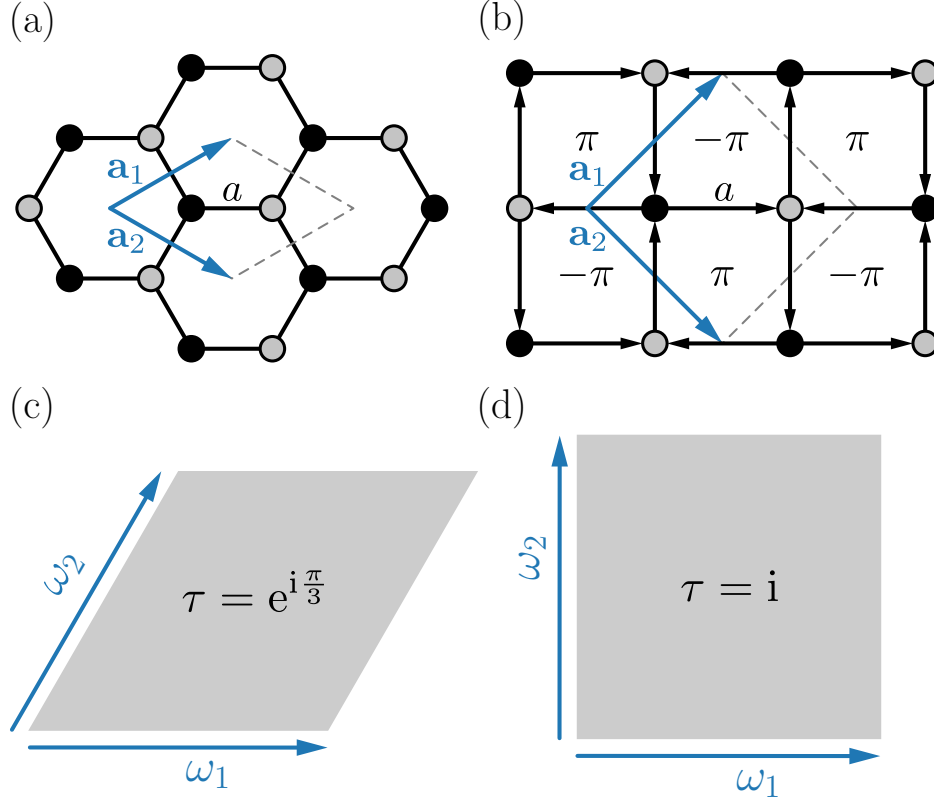 (a)
(b)
a₁
a
a₂
π
−π
π
a₁
a
a₂
−π
π
−π
(c)
(d)
ω₂
τ = e^{i π/3}
ω₁
ω₂
τ = i
ω₁